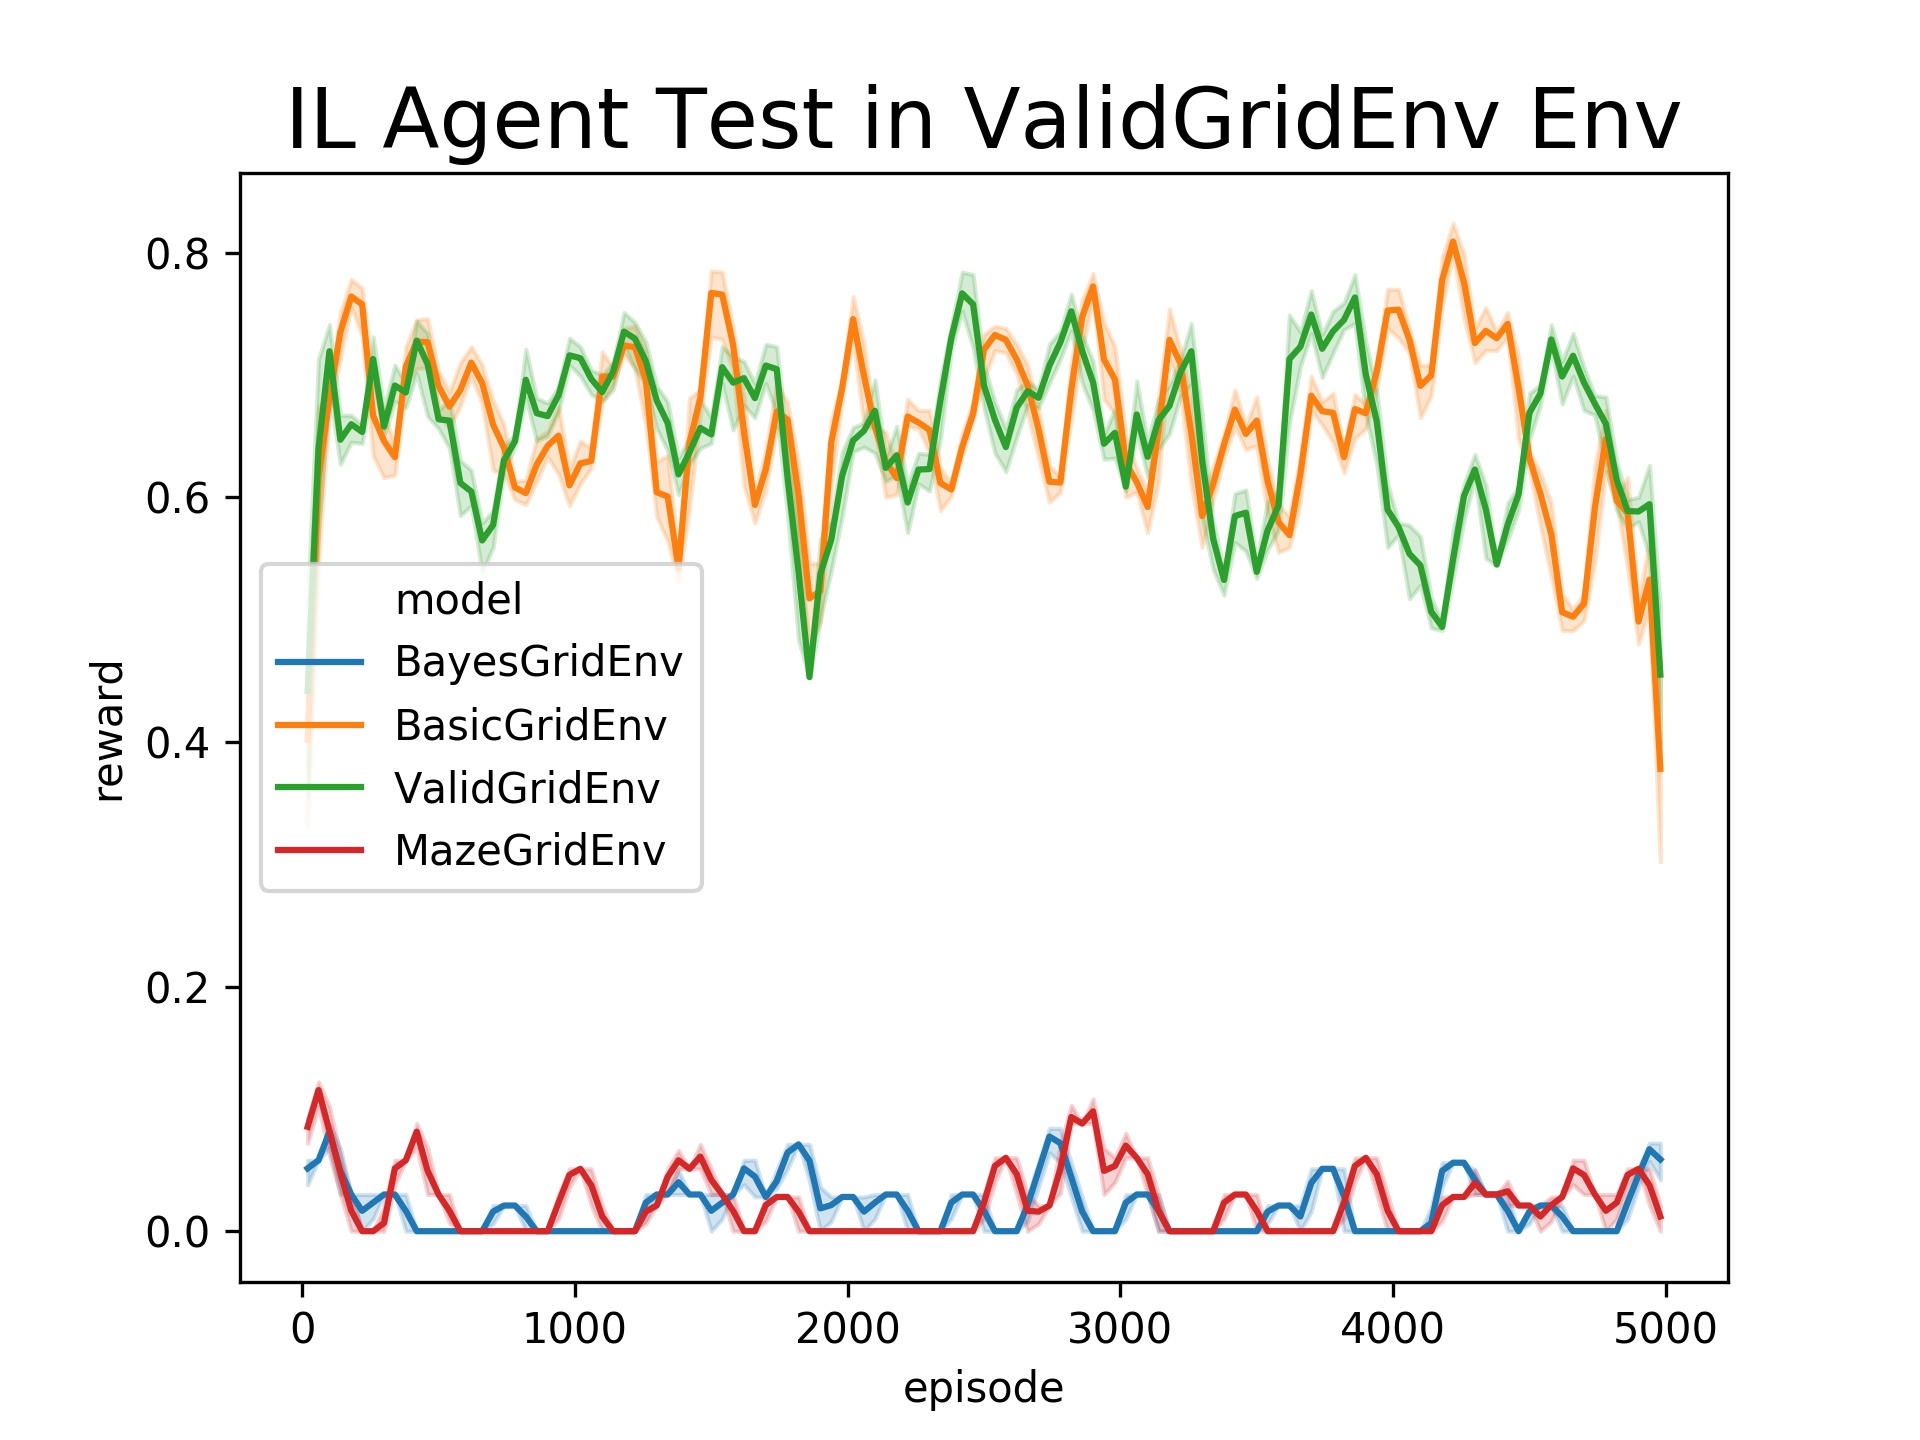 IL Agent Test in ValidGridEnv Env
0.8
0.6
0.4
0.2
0.0
reward
model
BayesGridEnv
BasicGridEnv
ValidGridEnv
MazeGridEnv
0 1000 2000 3000 4000 5000
episode